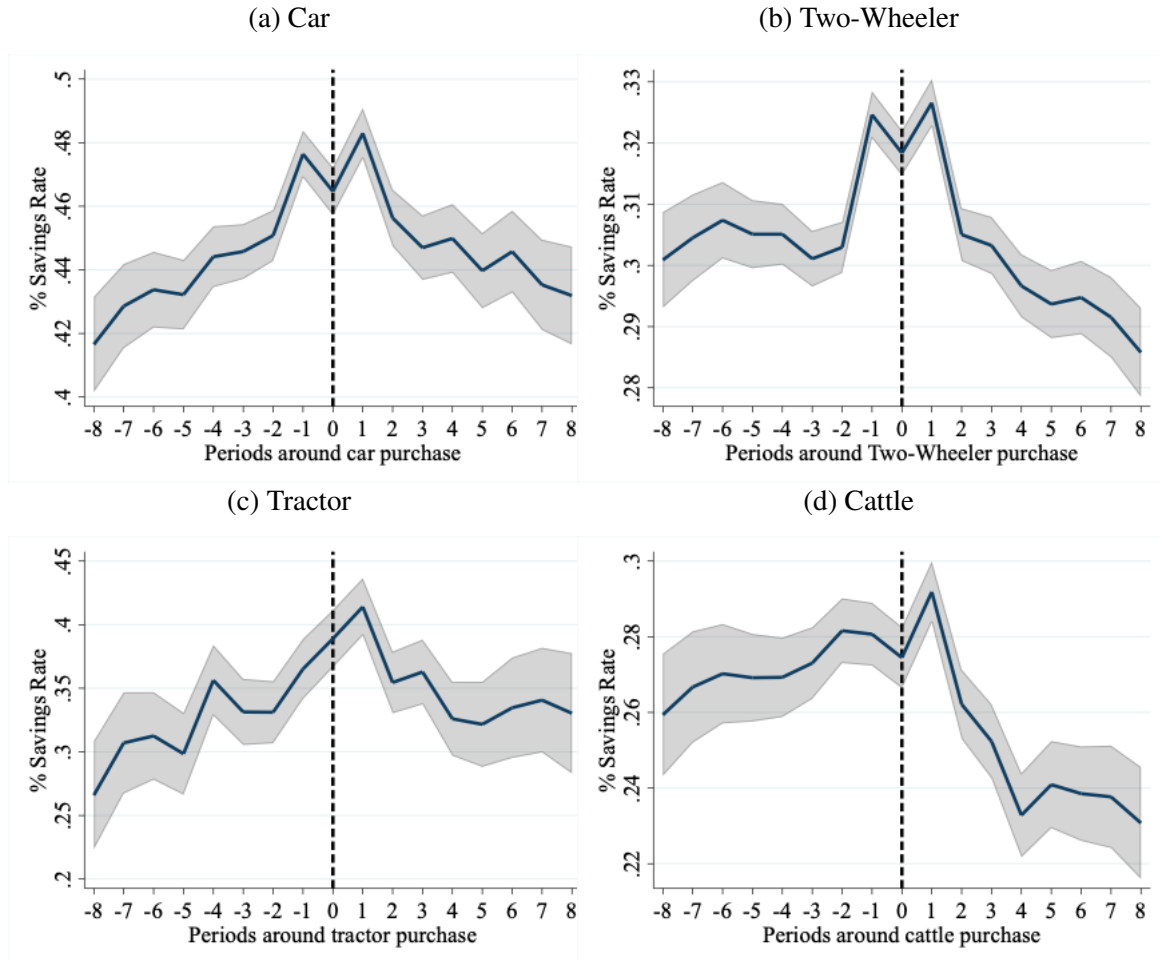 (a) Car
(b) Two-Wheeler
% Savings Rate
.5
.48
.46
.44
.42
.4
-8 -7 -6 -5 -4 -3 -2 -1 0 1 2 3 4 5 6 7 8
Periods around car purchase
% Savings Rate
.33
.32
.31
.3
.29
.28
-8 -7 -6 -5 -4 -3 -2 -1 0 1 2 3 4 5 6 7 8
Periods around Two-Wheeler purchase
(c) Tractor
(d) Cattle
% Savings Rate
.45
.4
.35
.3
.25
.2
-8 -7 -6 -5 -4 -3 -2 -1 0 1 2 3 4 5 6 7 8
Periods around tractor purchase
% Savings Rate
.3
.28
.26
.24
.22
-8 -7 -6 -5 -4 -3 -2 -1 0 1 2 3 4 5 6 7 8
Periods around cattle purchase